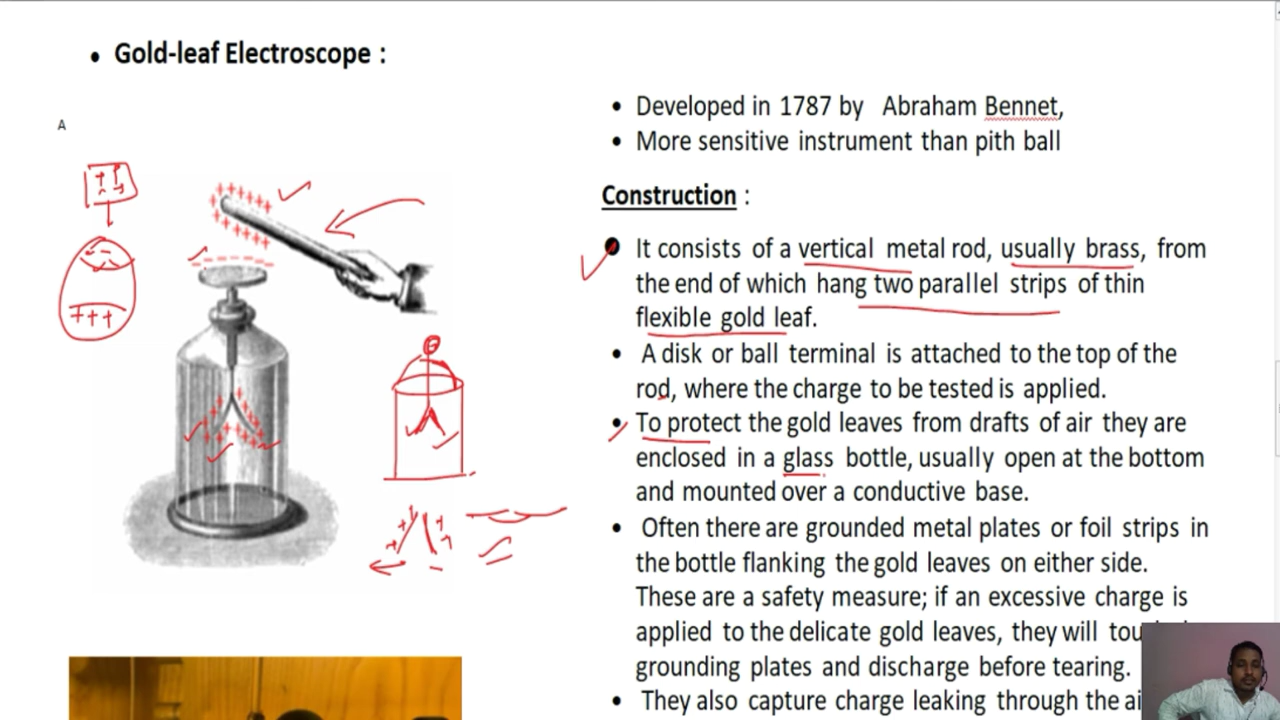 • Gold-leaf Electroscope :
A
• Developed in 1787 by Abraham Bennet,
• More sensitive instrument than pith ball
Construction :
• It consists of a vertical metal rod, usually brass, from
the end of which hang two parallel strips of thin
flexible gold leaf.
• A disk or ball terminal is attached to the top of the
rod, where the charge to be tested is applied.
• To protect the gold leaves from drafts of air they are
enclosed in a glass bottle, usually open at the bottom
and mounted over a conductive base.
• Often there are grounded metal plates or foil strips in
the bottle flanking the gold leaves on either side.
These are a safety measure; if an excessive charge is
applied to the delicate gold leaves, they will
grounding plates and discharge before tearing.
• They also capture charge leaking through the